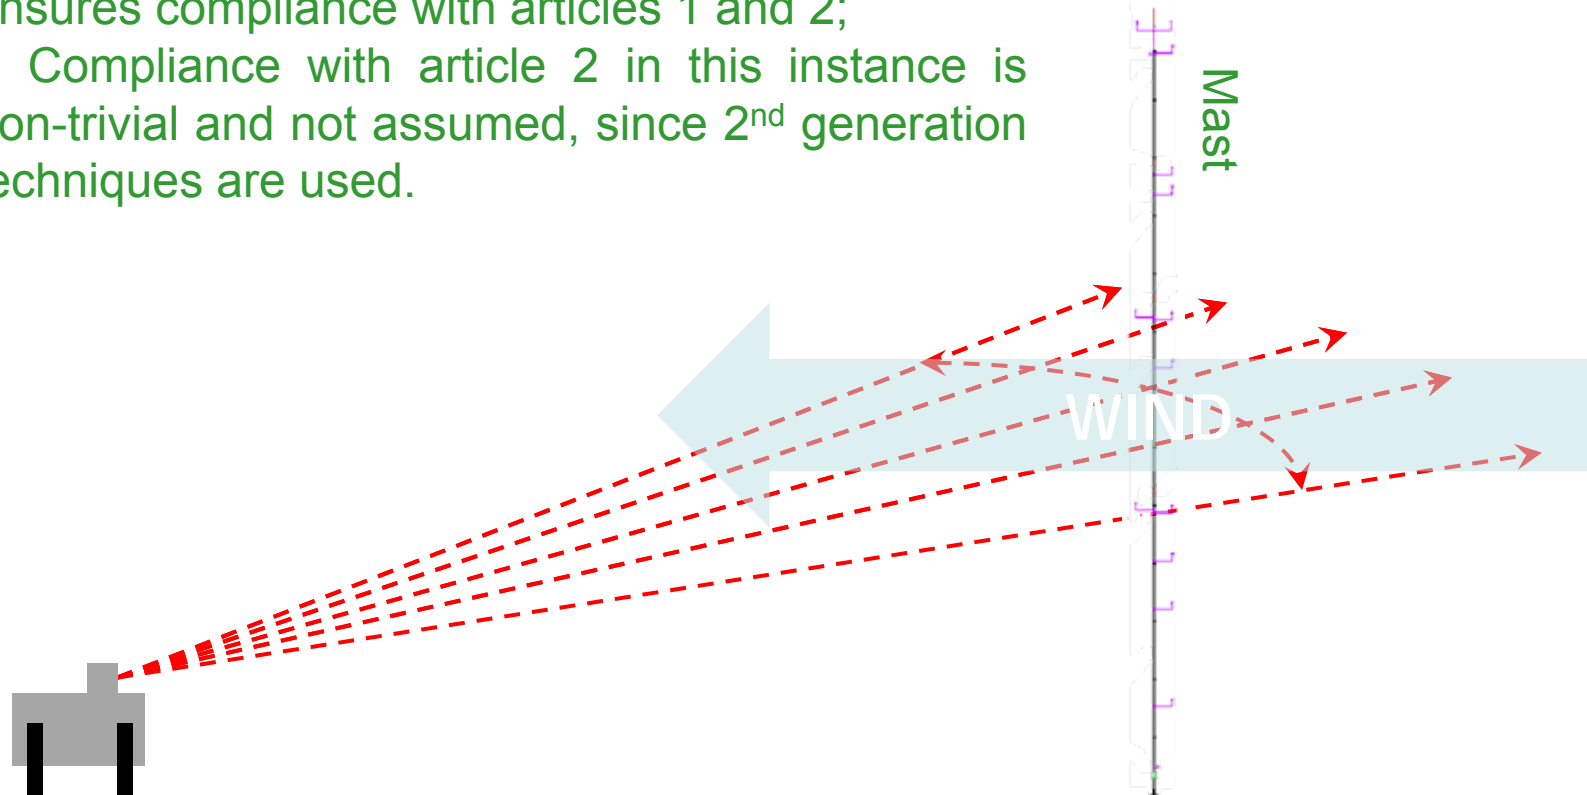 nsures compliance with articles 1 and 2;
Compliance with article 2 in this instance is
on-trivial and not assumed, since 2nd generation
echniques are used.
Mast
WIND